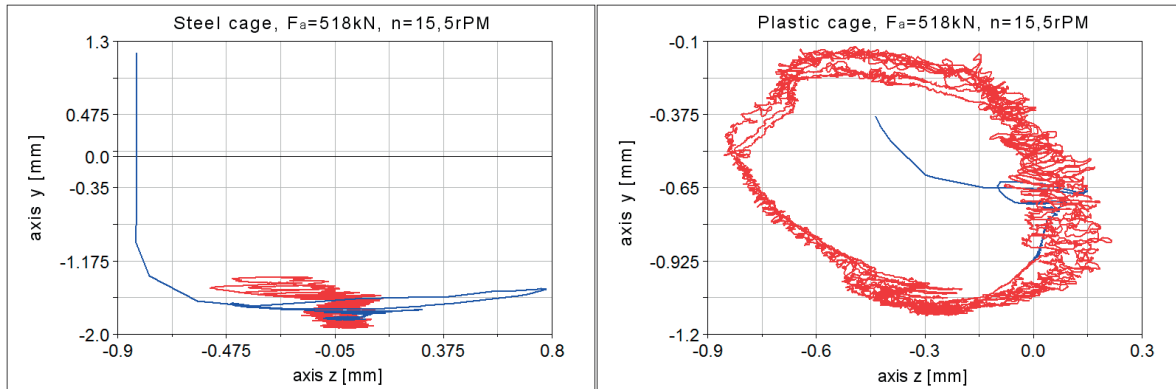 Steel cage, Fa=518kN, n=15,5rPM
1.3
0.475
0.0
-0.35
-1.175
-2.0
axis y [mm]
-0.9 -0.475 -0.05 0.375 0.8
axis z [mm]
Plastic cage, Fa=518kN, n=15,5rPM
-0.1
-0.375
-0.65
-0.925
-1.2
axis y [mm]
-0.9 -0.6 -0.3 0.0 0.3
axis z [mm]